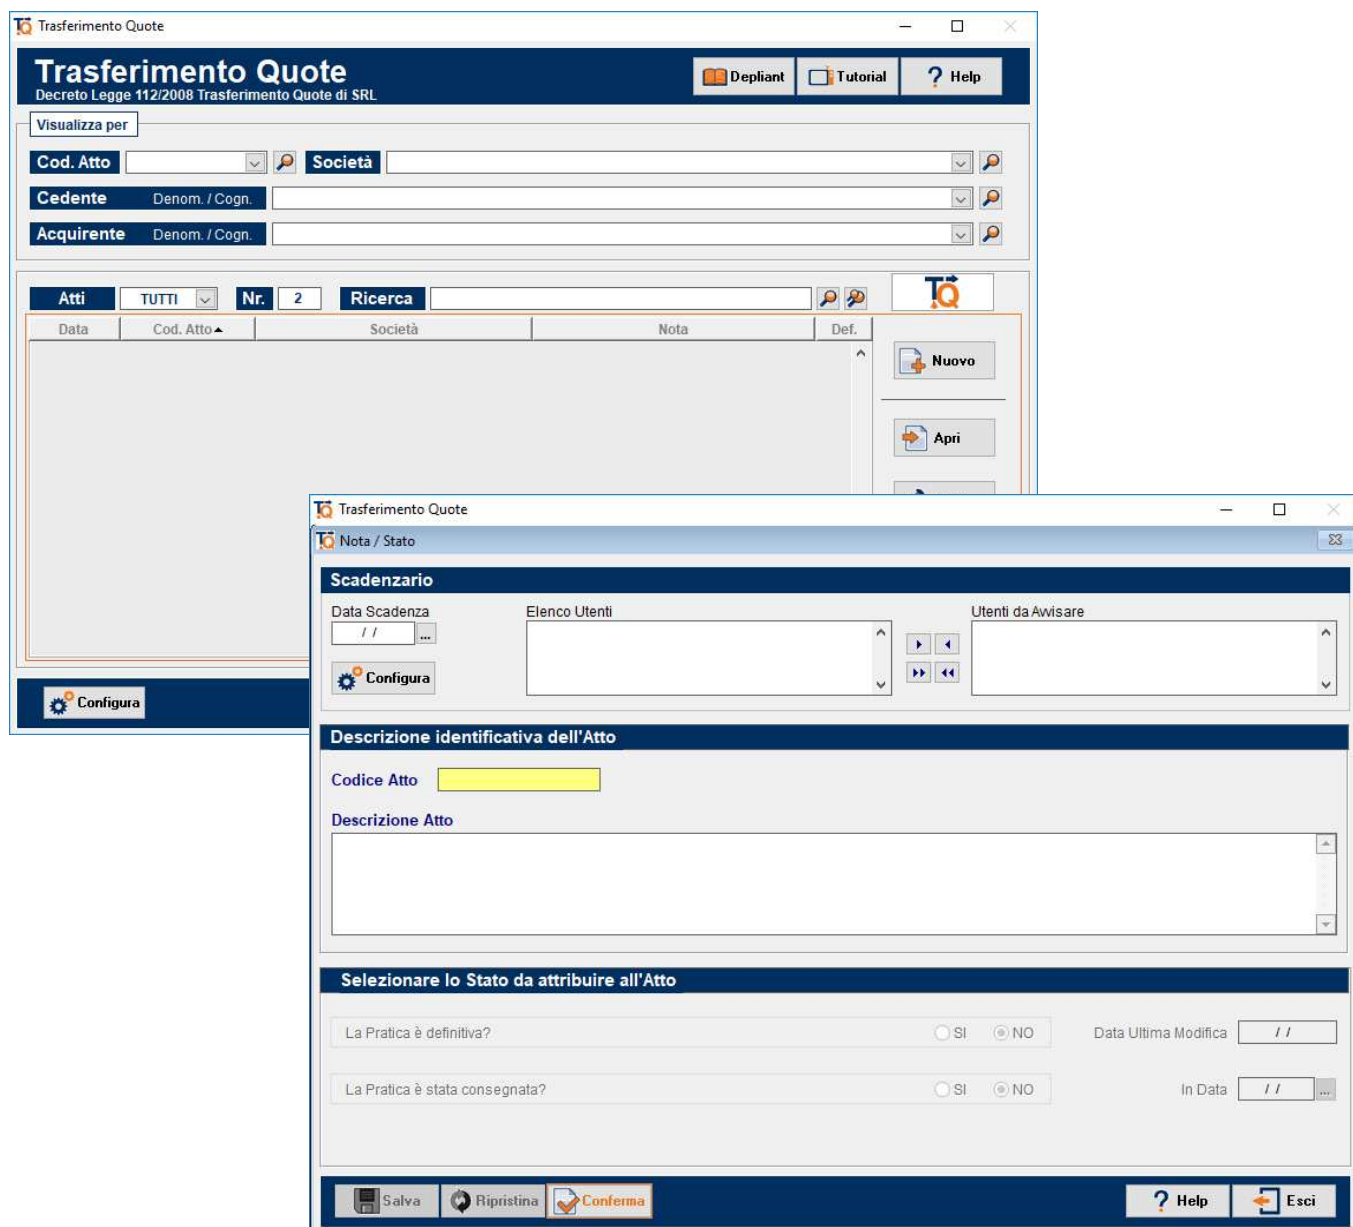 Trasferimento Quote
Trasferimento Quote
Decreto Legge 112/2008 Trasferimento Quote di SRL
Depliant
Tutorial
? Help
Visualizza per
Cod. Atto
Società
Cedente Denom. / Cogn.
Acquirente Denom. / Cogn.
Atti TUTTI Nr. 2 Ricerca
TQ
Data Cod. Atto Società Nota Def.
Nuovo
Apri
Configura
Trasferimento Quote
Nota / Stato
Scadenzario
Data Scadenza Elenco Utenti Utenti da Avvisare
/ / ...
Configura
Descrizione identificativa dell'Atto
Codice Atto
Descrizione Atto
Selezionare lo Stato da attribuire all'Atto
La Pratica è definitiva? SI NO Data Ultima Modifica / /
La Pratica è stata consegnata? SI NO In Data / / ...
Salva Ripristina Conferma ? Help Esci